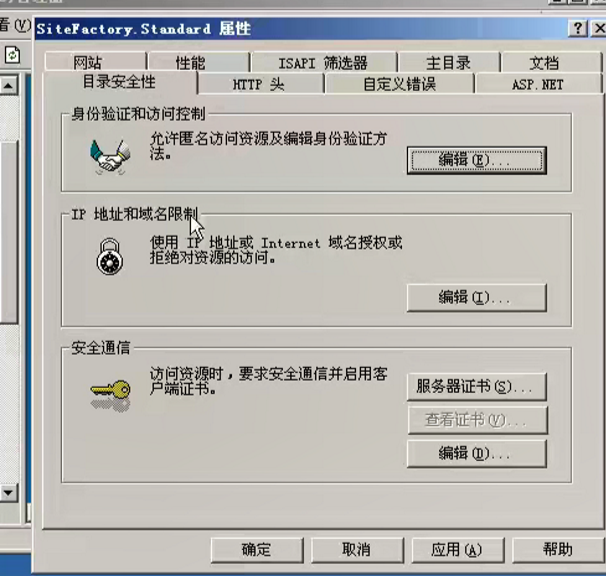 看(V)
SiteFactory.Standard 属性
网站 性能 ISAPI 筛选器 主目录 文档
目录安全性 HTTP 头 自定义错误 ASP.NET
身份验证和访问控制
允许匿名访问资源及编辑身份验证方
法。
编辑(E)...
IP 地址和域名限制
使用 IP 地址或 Internet 域名授权或
拒绝对资源的访问。
编辑(I)...
安全通信
访问资源时，要求安全通信并启用客
户端证书。
服务器证书(S)...
查看证书(V)...
编辑(D)...
确定 取消 应用(A) 帮助